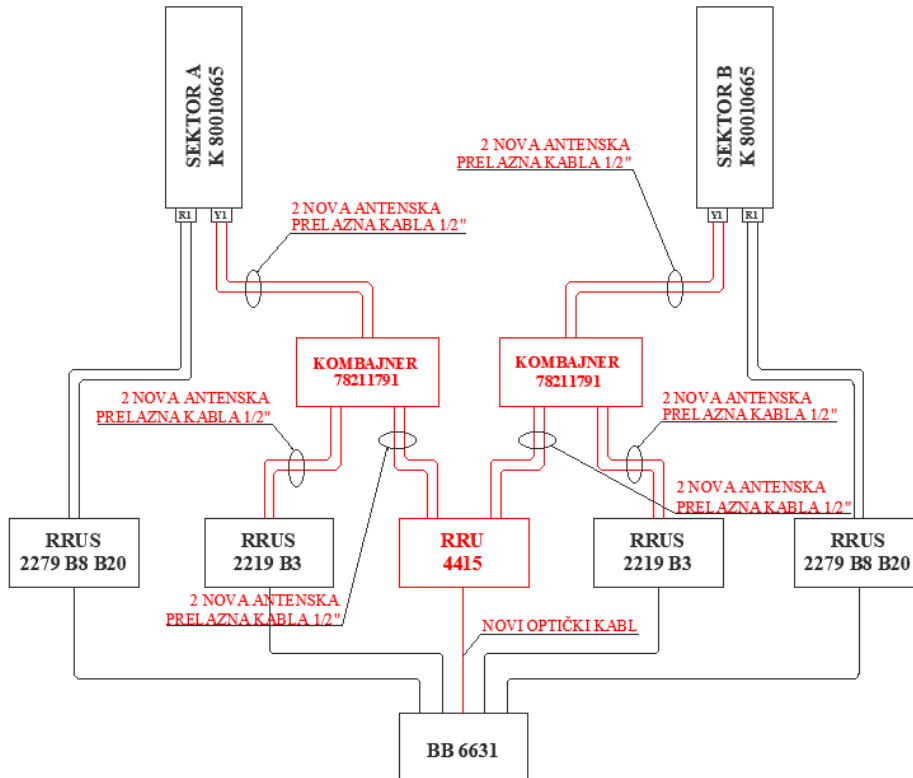 SEKTOR A
K 80010665
SEKTOR B
K 80010665
R1
Y1
Y1
R1
2 NOVA ANTENSKA
PRELAZNA KABLA 1/2"
2 NOVA ANTENSKA
PRELAZNA KABLA 1/2"
KOMBAJNER
78211791
KOMBAJNER
78211791
2 NOVA ANTENSKA
PRELAZNA KABLA 1/2"
2 NOVA ANTENSKA
PRELAZNA KABLA 1/2"
2 NOVA ANTENSKA
PRELAZNA KABLA 1/2"
RRUS
2279 B8 B20
RRUS
2219 B3
RRU
4415
RRUS
2219 B3
RRUS
2279 B8 B20
2 NOVA ANTENSKA
PRELAZNA KABLA 1/2"
NOVI OPTIČKI KABL
BB 6631